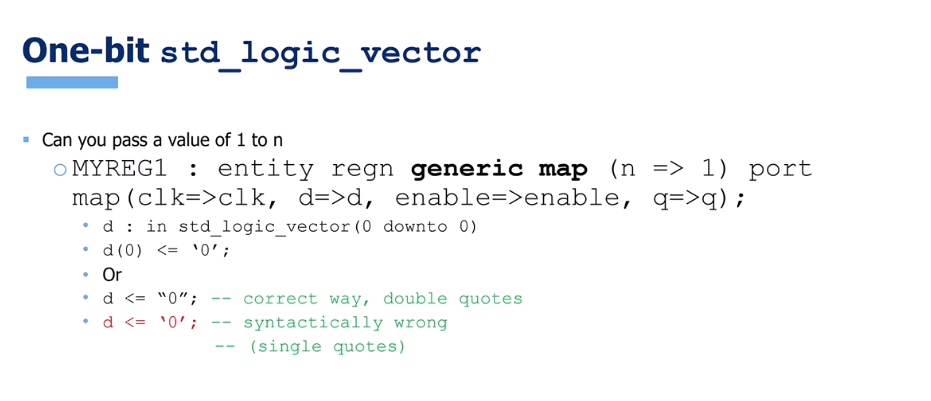 One-bit std_logic_vector
Can you pass a value of 1 to n
MYREG1 : entity regn generic map (n => 1) port
map(clk=>clk, d=>d, enable=>enable, q=>q);
d : in std_logic_vector(0 downto 0)
d(0) <= ‘0’;
Or
d <= “0”; -- correct way, double quotes
d <= ‘0’; -- syntactically wrong
-- (single quotes)